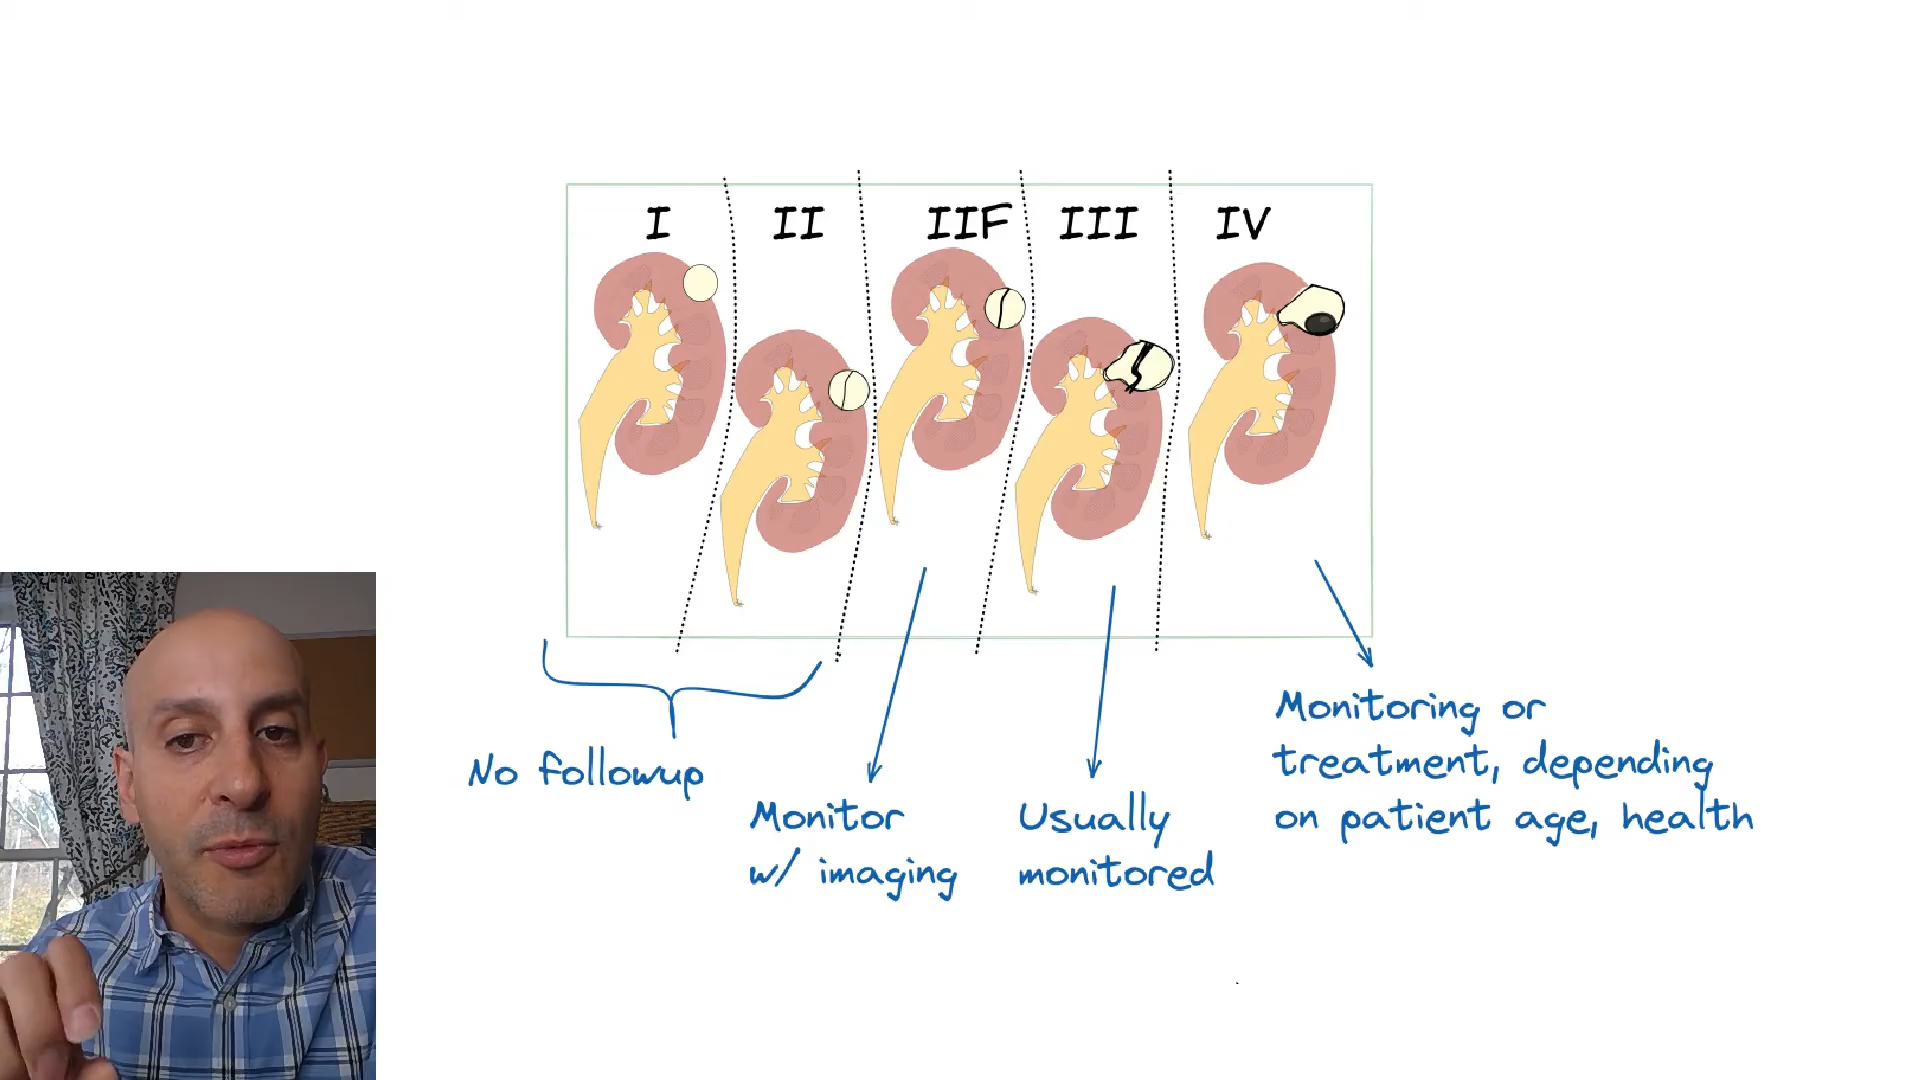 I II IIF III IV
No followup
Monitor
w/ imaging
Usually
monitored
Monitoring or
treatment, depending
on patient age, health